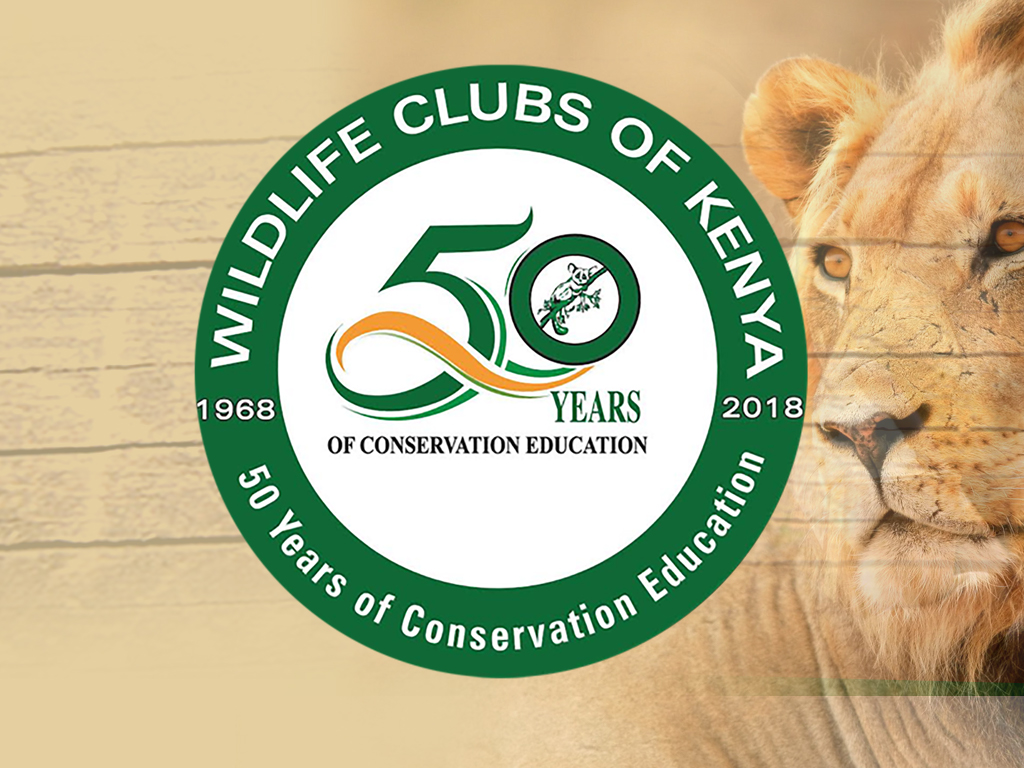 WILDLIFE CLUBS OF KENYA
50
YEARS
OF CONSERVATION EDUCATION
1968
2018
50 Years of Conservation Education